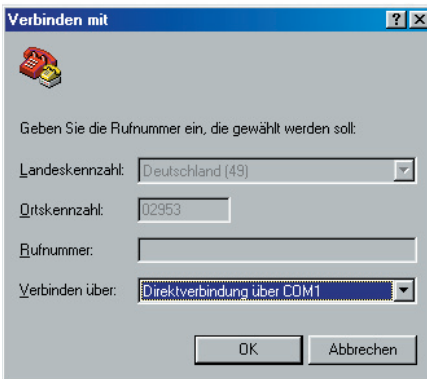 Verbinden mit
Geben Sie die Rufnummer ein, die gewählt werden soll:
Landeskennzahl: Deutschland (49)
Ortskennzahl: 02953
Rufnummer:
Verbinden über: Direktverbindung über COM1
OK Abbrechen